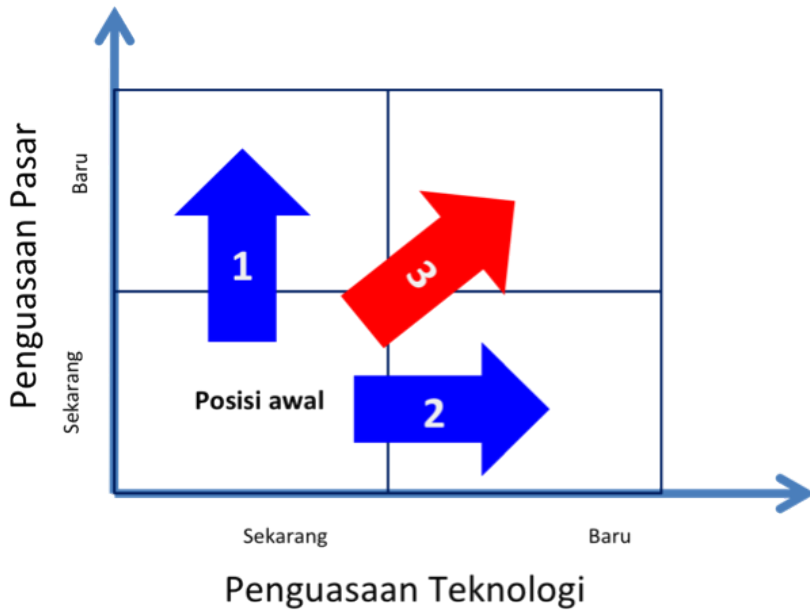 Penguasaan Pasar
Baru
Sekarang
1
3
Posisi awal
2
Sekarang
Baru
Penguasaan Teknologi